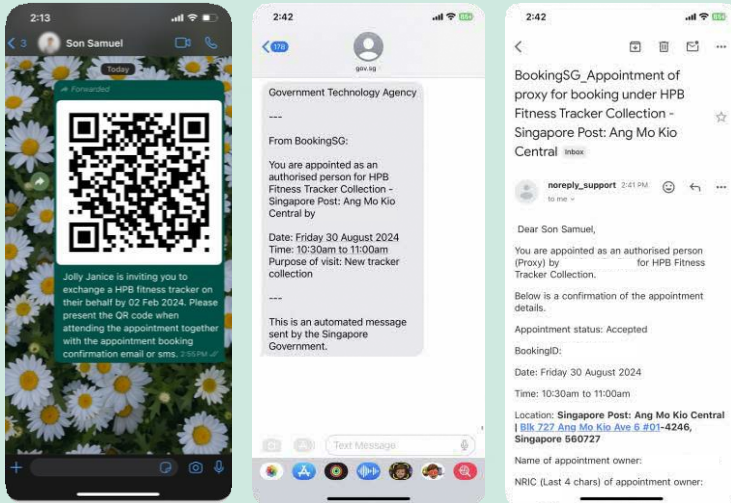 2:13
3
Son Samuel
Today
Forwarded
Jolly Janice is inviting you to
exchange a HPB fitness tracker on
their behalf by 02 Feb 2024. Please
present the QR code when
attending the appointment together
with the appointment booking
confirmation email or sms. 2:55PM
2:42
178
gov.sg
Government Technology Agency
---
From BookingSG:
You are appointed as an
authorised person for HPB
Fitness Tracker Collection -
Singapore Post: Ang Mo Kio
Central by
Date: Friday 30 August 2024
Time: 10:30am to 11:00am
Purpose of visit: New tracker
collection
---
This is an automated message
sent by the Singapore
Government.
Text Message
2:42
BookingSG_Appointment of
proxy for booking under HPB
Fitness Tracker Collection -
Singapore Post: Ang Mo Kio
Central Inbox
noreply_support 2:41 PM
to me
Dear Son Samuel,
You are appointed as an authorised person
(Proxy) by for HPB Fitness
Tracker Collection.
Below is a confirmation of the appointment
details.
Appointment status: Accepted
BookingID:
Date: Friday 30 August 2024
Time: 10:30am to 11:00am
Location: Singapore Post: Ang Mo Kio Central
| Blk 727 Ang Mo Kio Ave 6 #01-4246,
Singapore 560727
Name of appointment owner:
NRIC (Last 4 chars) of appointment owner: